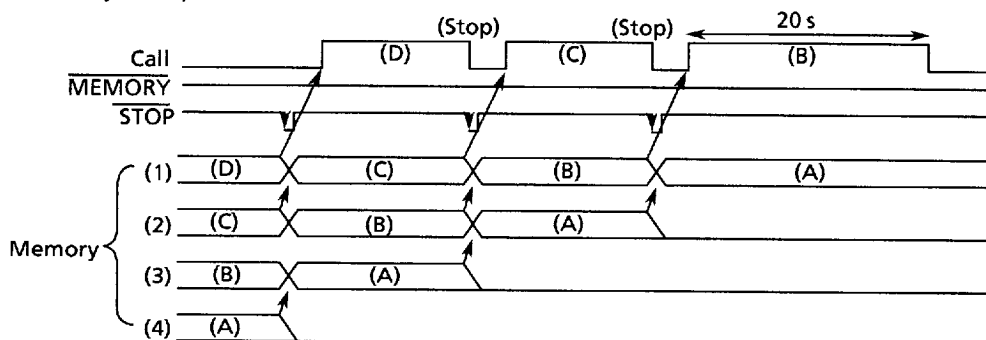 (Stop) (Stop) 20 s
Call (D) (C) (B)
MEMORY
STOP
(1) (D) (C) (B) (A)
(2) (C) (B) (A)
Memory
(3) (B) (A)
(4) (A)